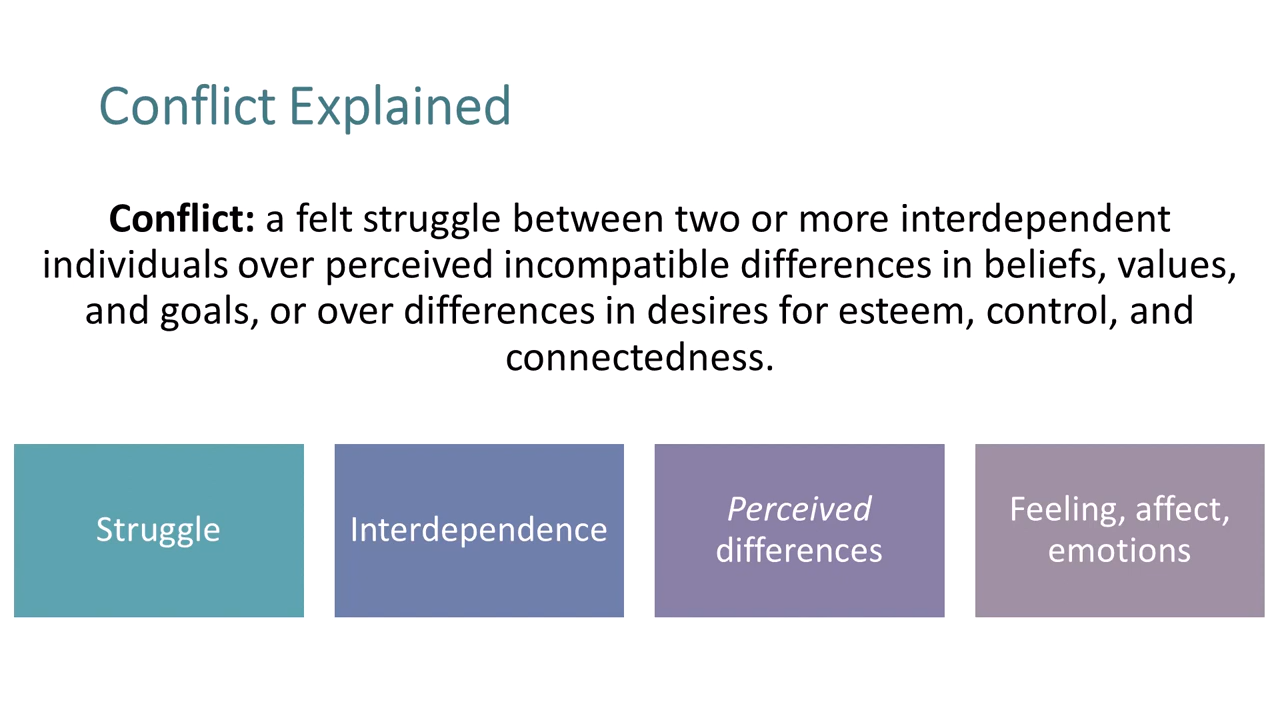 Conflict Explained
Conflict: a felt struggle between two or more interdependent
individuals over perceived incompatible differences in beliefs, values,
and goals, or over differences in desires for esteem, control, and
connectedness.
Struggle
Interdependence
Perceived
differences
Feeling, affect,
emotions